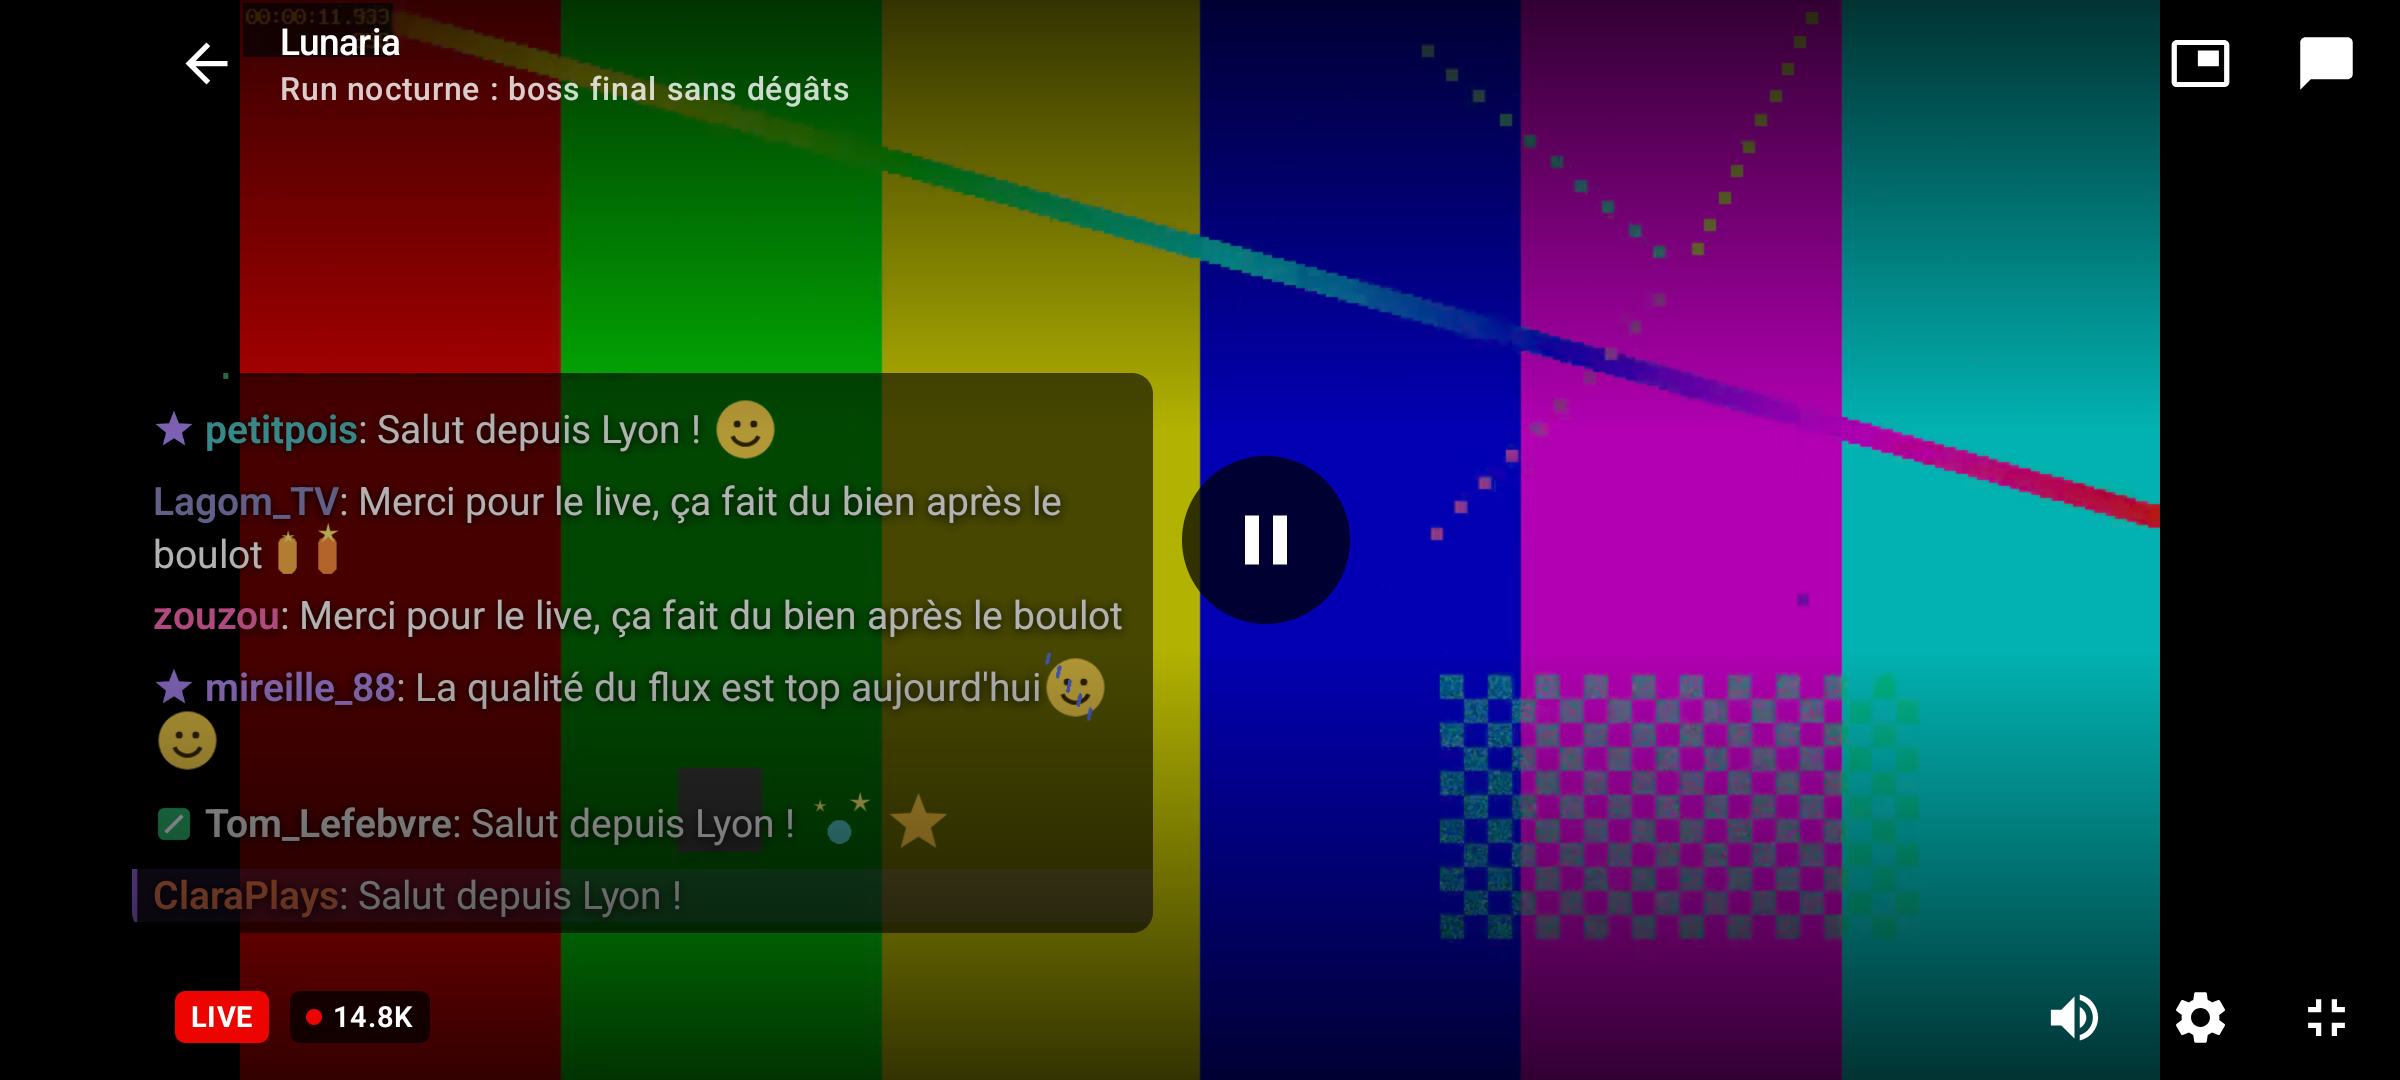 00:00:11.933
Lunaria
Run nocturne : boss final sans dégâts
petitpois: Salut depuis Lyon !
Lagom_TV: Merci pour le live, ça fait du bien après le
boulot
zouzou: Merci pour le live, ça fait du bien après le boulot
mireille_88: La qualité du flux est top aujourd'hui
Tom_Lefebvre: Salut depuis Lyon !
ClaraPlays: Salut depuis Lyon !
LIVE
14.8K